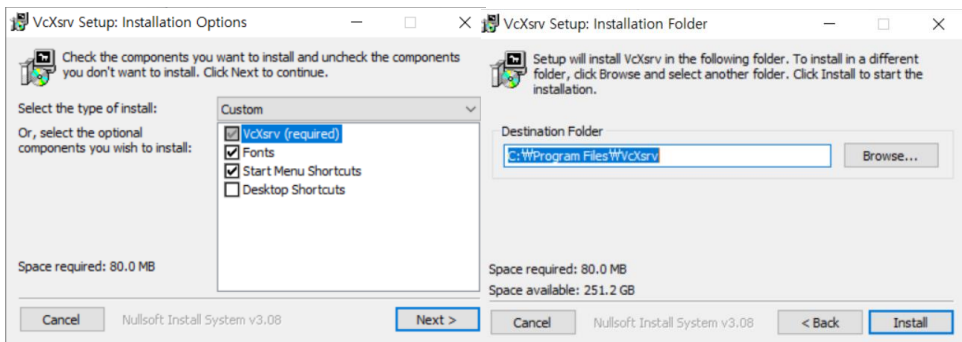 VcXsrv Setup: Installation Options
Check the components you want to install and uncheck the components
you don't want to install. Click Next to continue.
Select the type of install:
Custom
Or, select the optional
components you wish to install:
VcXsrv (required)
Fonts
Start Menu Shortcuts
Desktop Shortcuts
Space required: 80.0 MB
Cancel
Nullsoft Install System v3.08
Next >
VcXsrv Setup: Installation Folder
Setup will install VcXsrv in the following folder. To install in a different
folder, click Browse and select another folder. Click Install to start the
installation.
Destination Folder
C:₩Program Files₩VcXsrv
Browse...
Space required: 80.0 MB
Space available: 251.2 GB
Cancel
Nullsoft Install System v3.08
< Back
Install